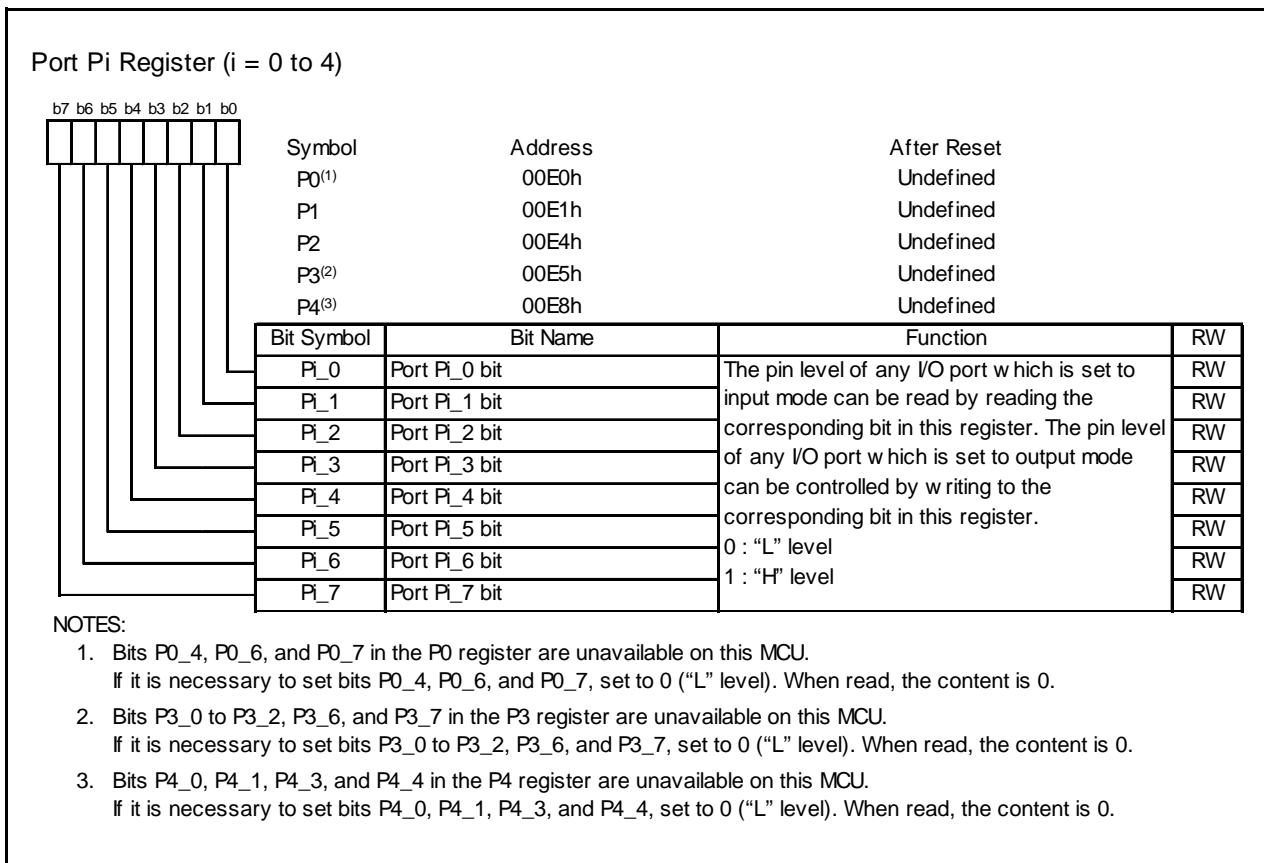 Port Pi Register (i = 0 to 4)
b7 b6 b5 b4 b3 b2 b1 b0
Symbol Address After Reset
P0(1) 00E0h Undefined
P1 00E1h Undefined
P2 00E4h Undefined
P3(2) 00E5h Undefined
P4(3) 00E8h Undefined
Bit Symbol Bit Name Function RW
Pi_0 Port Pi_0 bit The pin level of any I/O port which is set to RW
Pi_1 Port Pi_1 bit input mode can be read by reading the RW
Pi_2 Port Pi_2 bit corresponding bit in this register. The pin level RW
Pi_3 Port Pi_3 bit of any I/O port which is set to output mode RW
Pi_4 Port Pi_4 bit can be controlled by writing to the RW
Pi_5 Port Pi_5 bit corresponding bit in this register. RW
Pi_6 Port Pi_6 bit 0 : “L” level RW
Pi_7 Port Pi_7 bit 1 : “H” level RW
NOTES:
1. Bits P0_4, P0_6, and P0_7 in the P0 register are unavailable on this MCU.
If it is necessary to set bits P0_4, P0_6, and P0_7, set to 0 (“L” level). When read, the content is 0.
2. Bits P3_0 to P3_2, P3_6, and P3_7 in the P3 register are unavailable on this MCU.
If it is necessary to set bits P3_0 to P3_2, P3_6, and P3_7, set to 0 (“L” level). When read, the content is 0.
3. Bits P4_0, P4_1, P4_3, and P4_4 in the P4 register are unavailable on this MCU.
If it is necessary to set bits P4_0, P4_1, P4_3, and P4_4, set to 0 (“L” level). When read, the content is 0.